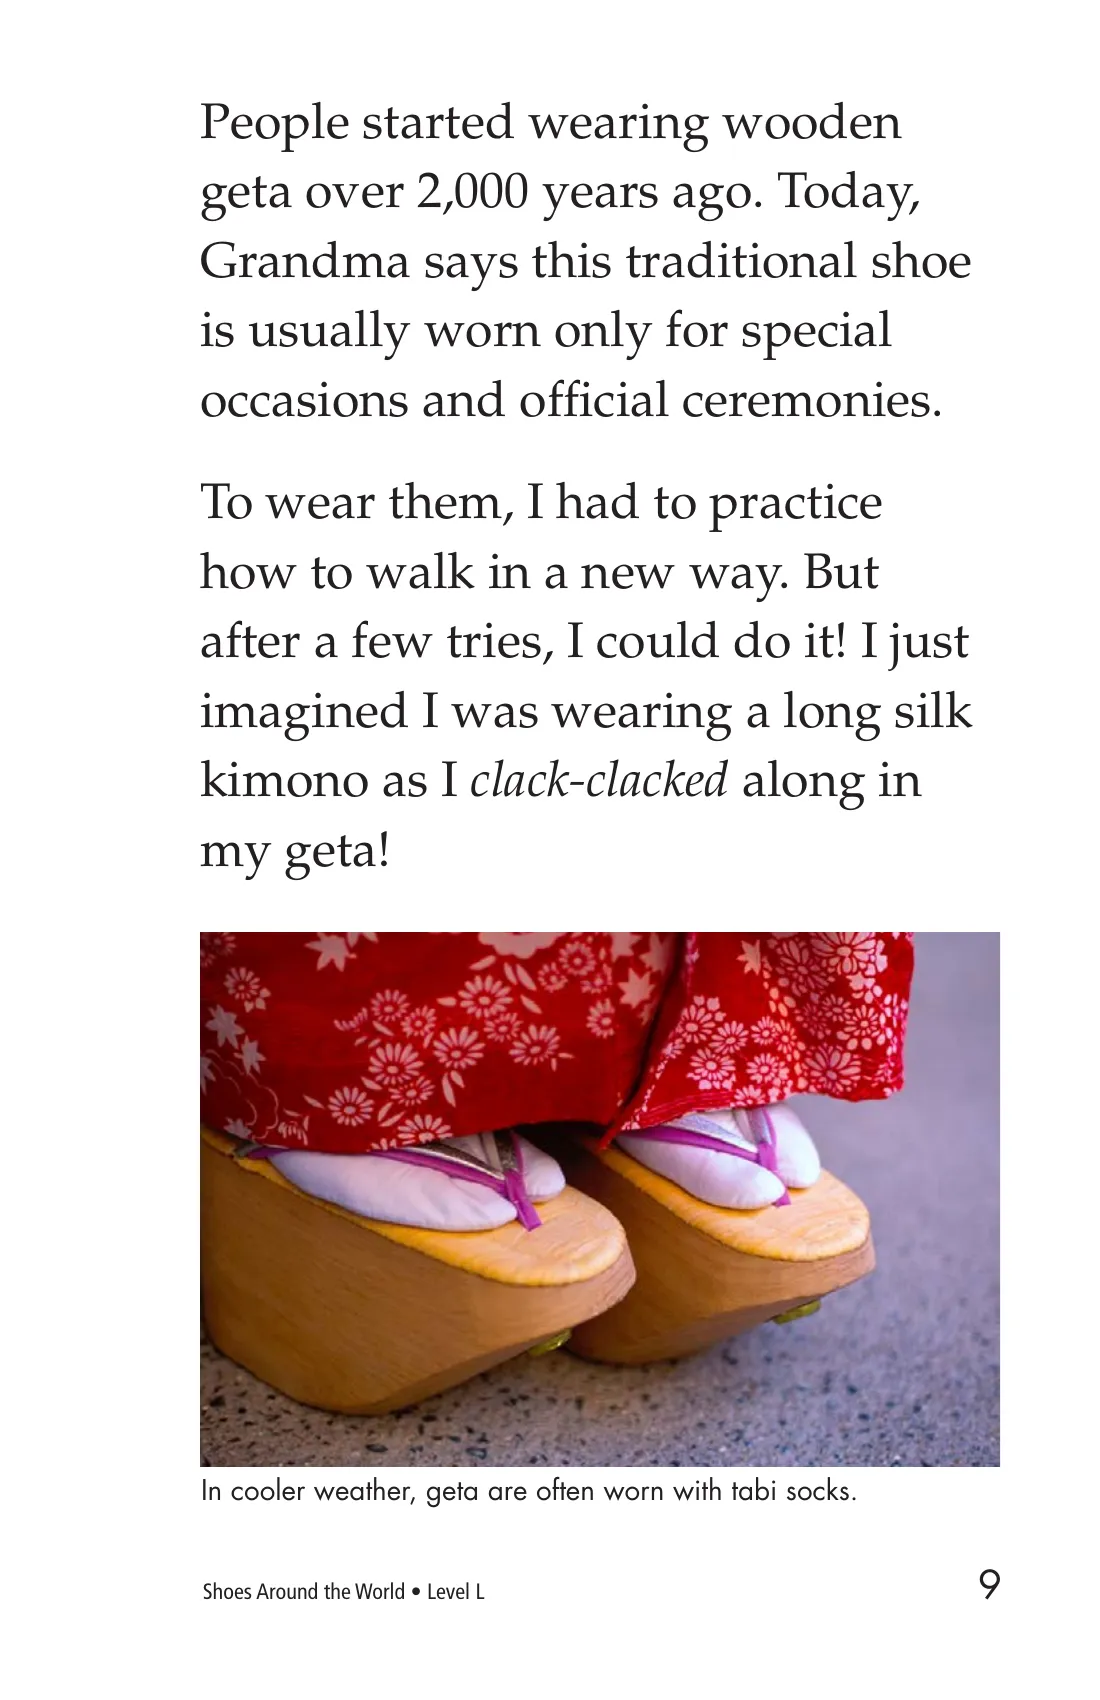 People started wearing wooden
geta over 2,000 years ago. Today,
Grandma says this traditional shoe
is usually worn only for special
occasions and official ceremonies.
To wear them, I had to practice
how to walk in a new way. But
after a few tries, I could do it! I just
imagined I was wearing a long silk
kimono as I clack-clacked along in
my geta!
In cooler weather, geta are often worn with tabi socks.
Shoes Around the World • Level L
9